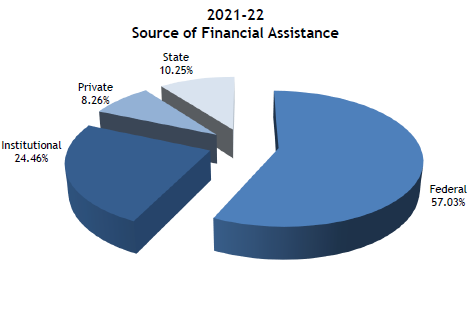 2021-22
Source of Financial Assistance
State
10.25%
Private
8.26%
Institutional
24.46%
Federal
57.03%